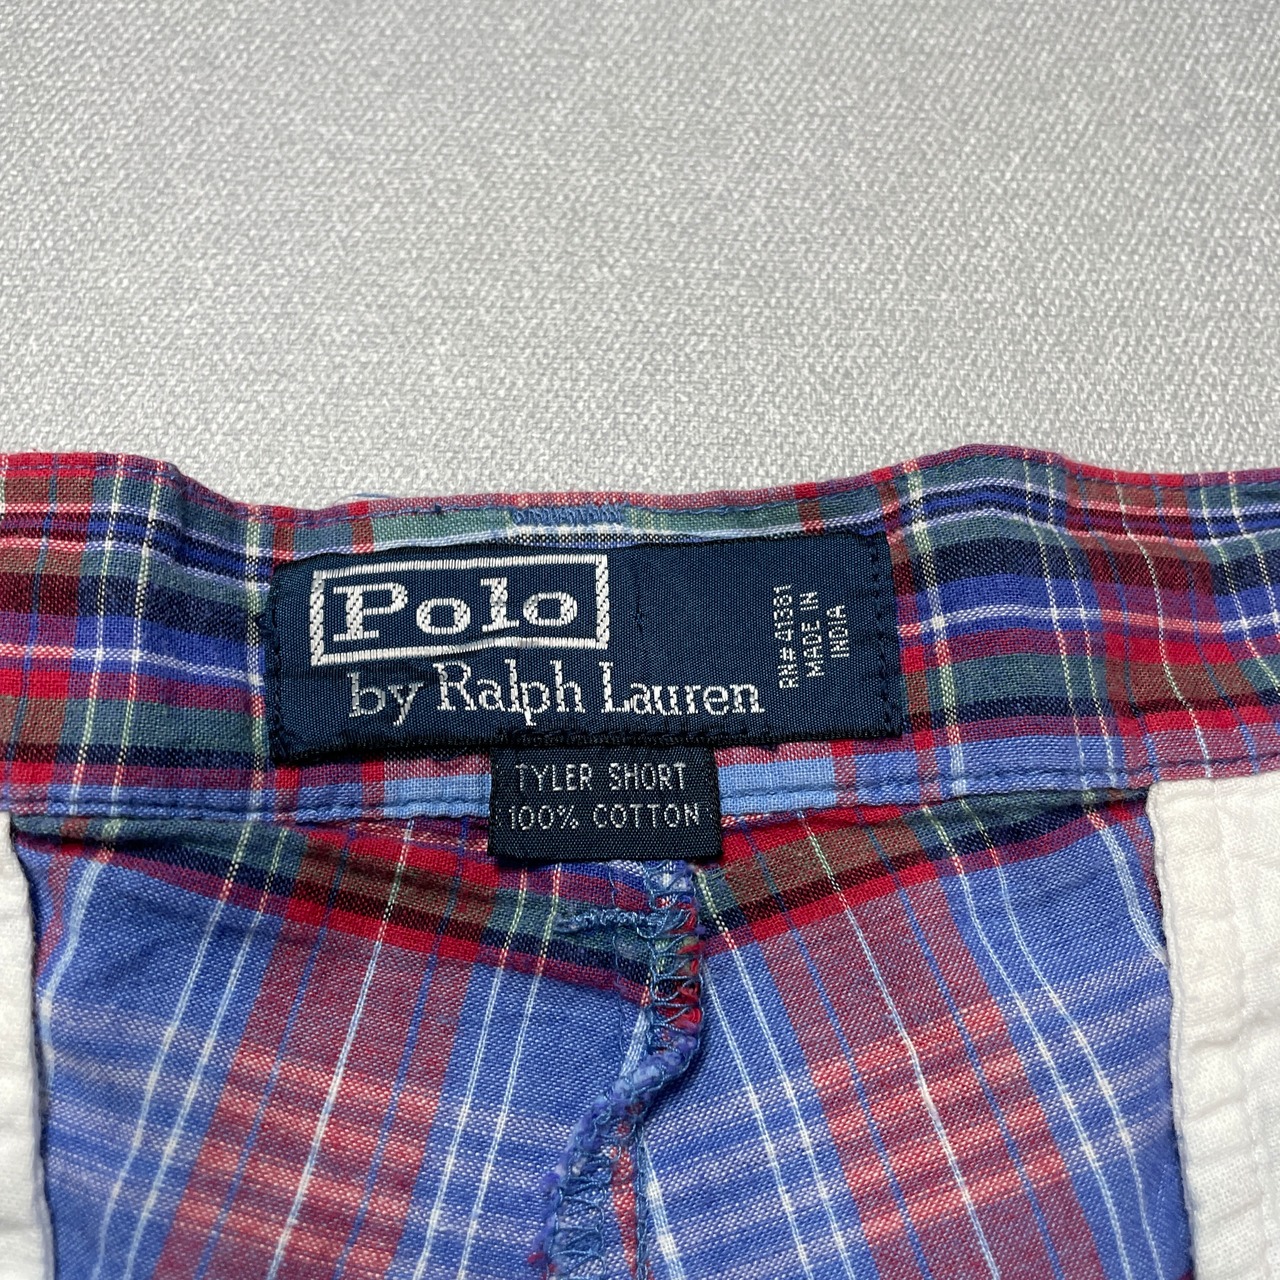 Polo
by Ralph Lauren
RN#41381
MADE IN
INDIA
TYLER SHORT
100% COTTON